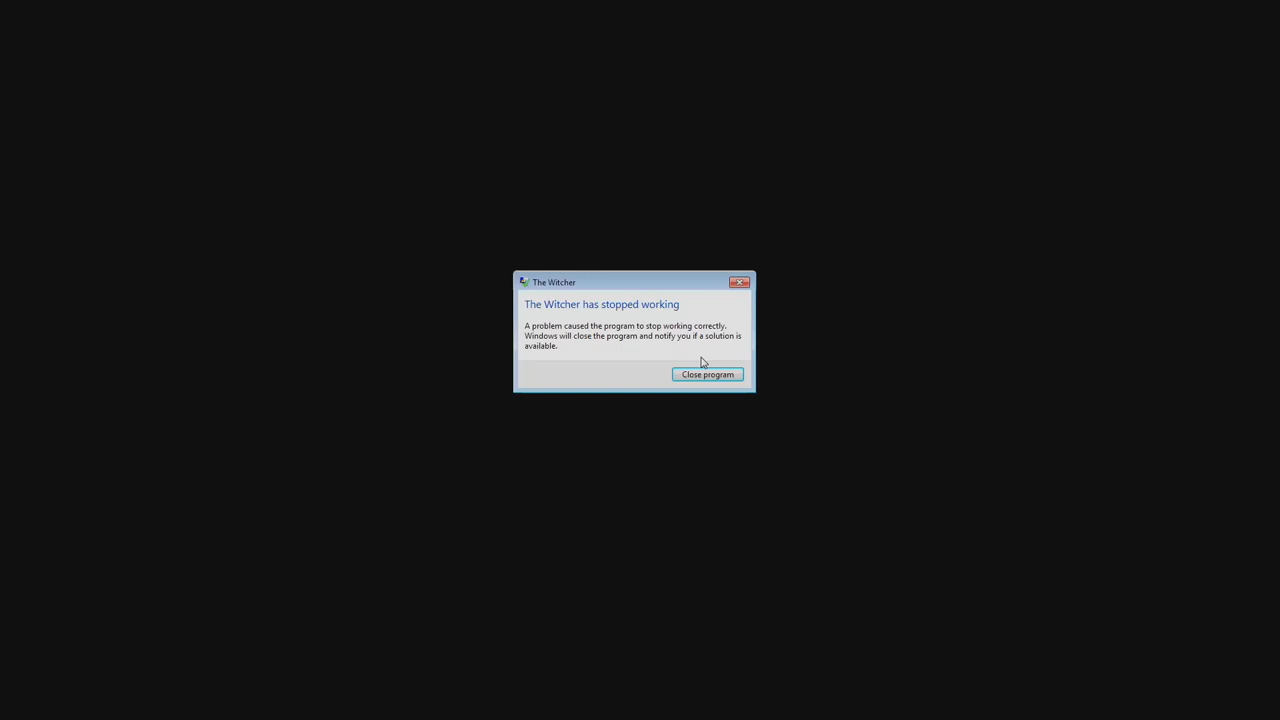 The Witcher
The Witcher has stopped working
A problem caused the program to stop working correctly.
Windows will close the program and notify you if a solution is
available.
Close program